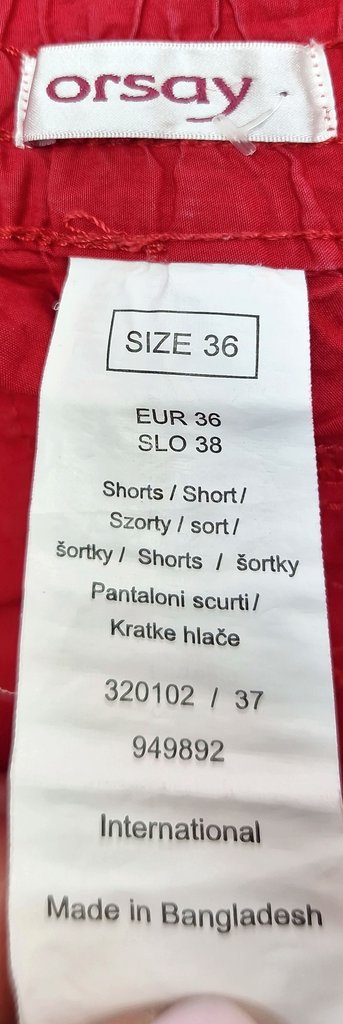 orsay
SIZE 36
EUR 36
SLO 38
Shorts / Short /
Szorty / sort /
šortky / Shorts / šortky
Pantaloni scurti /
Kratke hlače
320102 / 37
949892
International
Made in Bangladesh